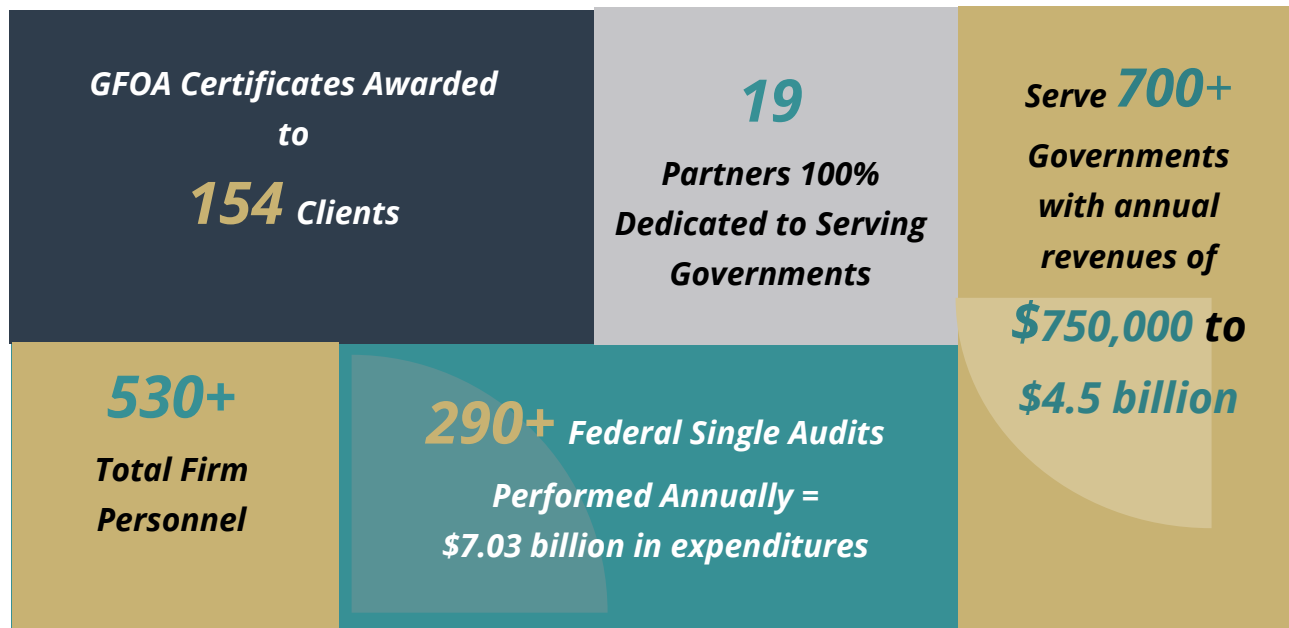 GFOA Certificates Awarded
to
154 Clients
19
Partners 100%
Dedicated to Serving
Governments
Serve 700+
Governments
with annual
revenues of
$750,000 to
$4.5 billion
530+
Total Firm
Personnel
290+ Federal Single Audits
Performed Annually =
$7.03 billion in expenditures